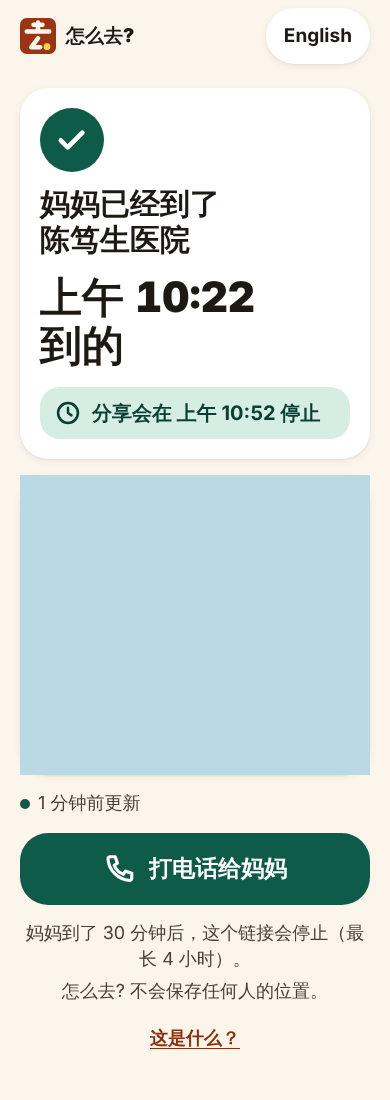 去
怎么去?
English
妈妈已经到了
陈笃生医院
上午 10:22
到的
分享会在 上午 10:52 停止
1 分钟前更新
打电话给妈妈
妈妈到了 30 分钟后，这个链接会停止（最
长 4 小时）。
怎么去? 不会保存任何人的位置。
这是什么？